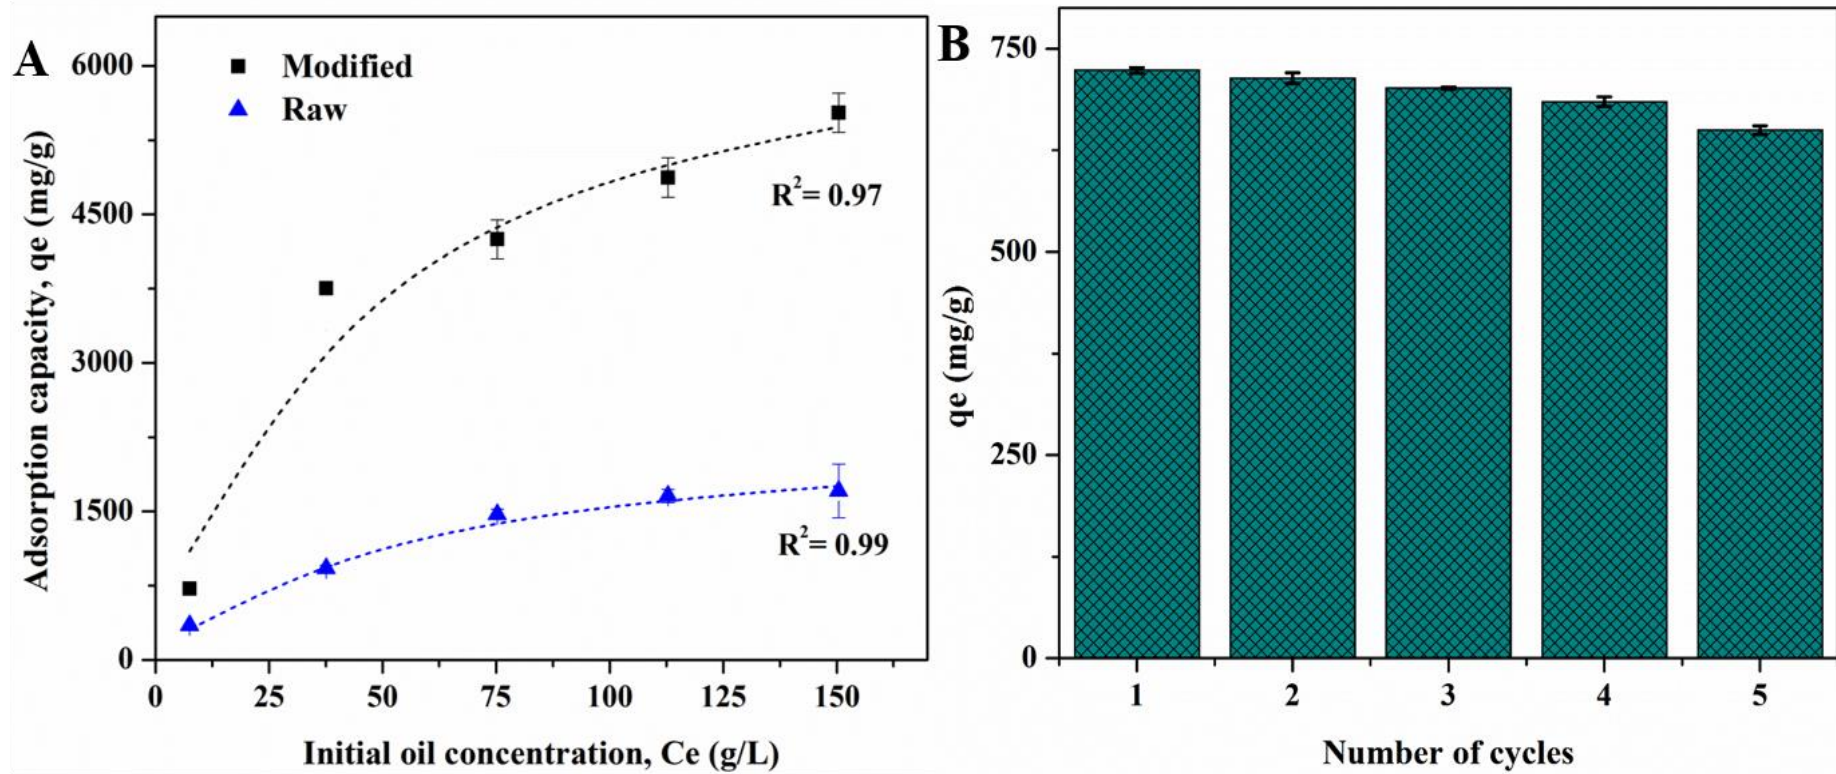 A
Modified
Raw
6000
4500
3000
1500
0
Adsorption capacity, qe (mg/g)
R²= 0.97
R²= 0.99
0 25 50 75 100 125 150
Initial oil concentration, Ce (g/L)
B
750
500
250
0
qe (mg/g)
1 2 3 4 5
Number of cycles